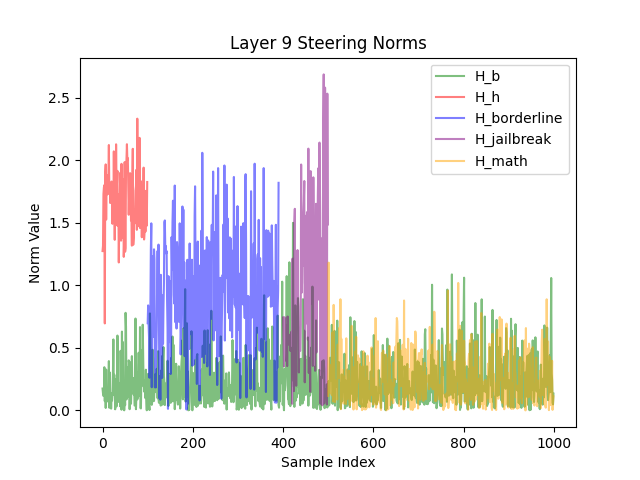 Layer 9 Steering Norms
H_b
H_h
H_borderline
H_jailbreak
H_math
Norm Value
2.5
2.0
1.5
1.0
0.5
0.0
0 200 400 600 800 1000
Sample Index